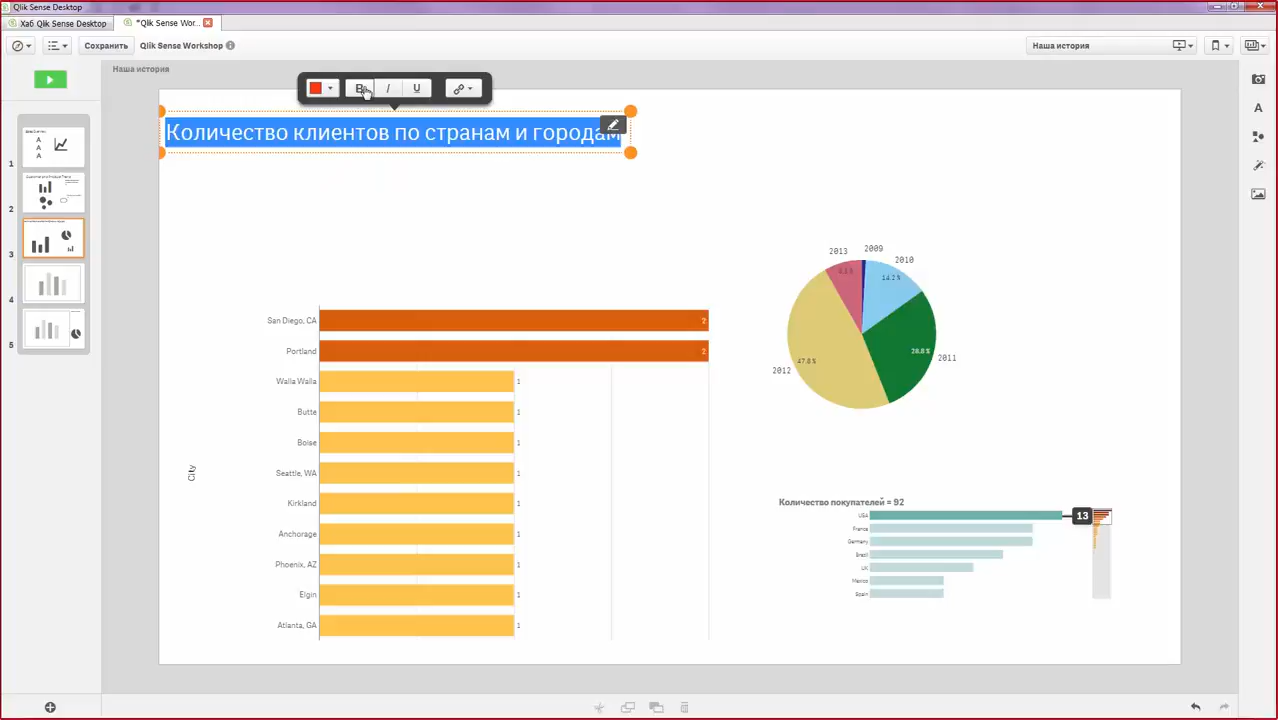 Qlik Sense Desktop
Хаб Qlik Sense Desktop
*Qlik Sense Wor...
Сохранить
Qlik Sense Workshop
Наша история
Наша история
B
I
U
A
Количество клиентов по странам и городам
1
2
3
4
5
2009
2010
2011
2012
2013
14.2 %
28.8 %
47.8 %
City
San Diego, CA
2
Portland
2
Walla Walla
1
Butte
1
Boise
1
Seattle, WA
1
Kirkland
1
Anchorage
1
Phoenix, AZ
1
Elgin
1
Atlanta, GA
1
Количество покупателей = 92
USA
13
France
Germany
Brazil
UK
Mexico
Spain